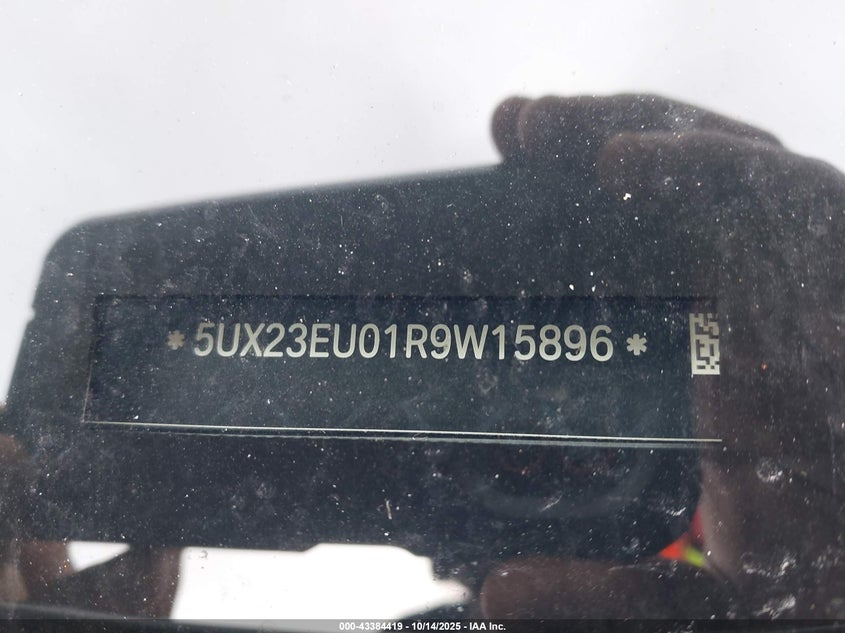 *5UX23EU01R9W15896*
000-43384419 - 10/14/2025 - IAA Inc.